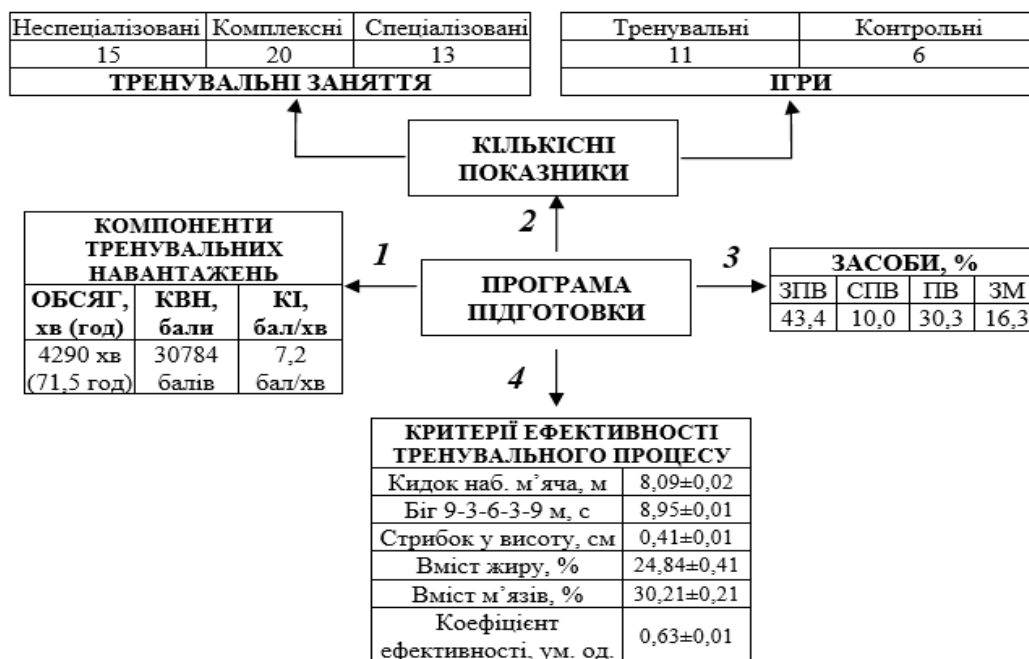 Неспеціалізовані Комплексні Спеціалізовані
15 20 13
ТРЕНУВАЛЬНІ ЗАНЯТТЯ
Тренувальні Контрольні
11 6
ІГРИ
КІЛЬКІСНІ
ПОКАЗНИКИ
2
КОМПОНЕНТИ
ТРЕНУВАЛЬНИХ
НАВАНТАЖЕНЬ
ОБСЯГ, КВН, КІ,
хв (год) бали бал/хв
4290 хв 30784 7,2
(71,5 год) балів бал/хв
1
ПРОГРАМА
ПІДГОТОВКИ
3
ЗАСОБИ, %
ЗПВ СПВ ПВ ЗМ
43,4 10,0 30,3 16,3
4
КРИТЕРІЇ ЕФЕКТИВНОСТІ
ТРЕНУВАЛЬНОГО ПРОЦЕСУ
Кидок наб. м’яча, м 8,09±0,02
Біг 9-3-6-3-9 м, с 8,95±0,01
Стрибок у висоту, см 0,41±0,01
Вміст жиру, % 24,84±0,41
Вміст м’язів, % 30,21±0,21
Коефіцієнт
ефективності, ум. од. 0,63±0,01